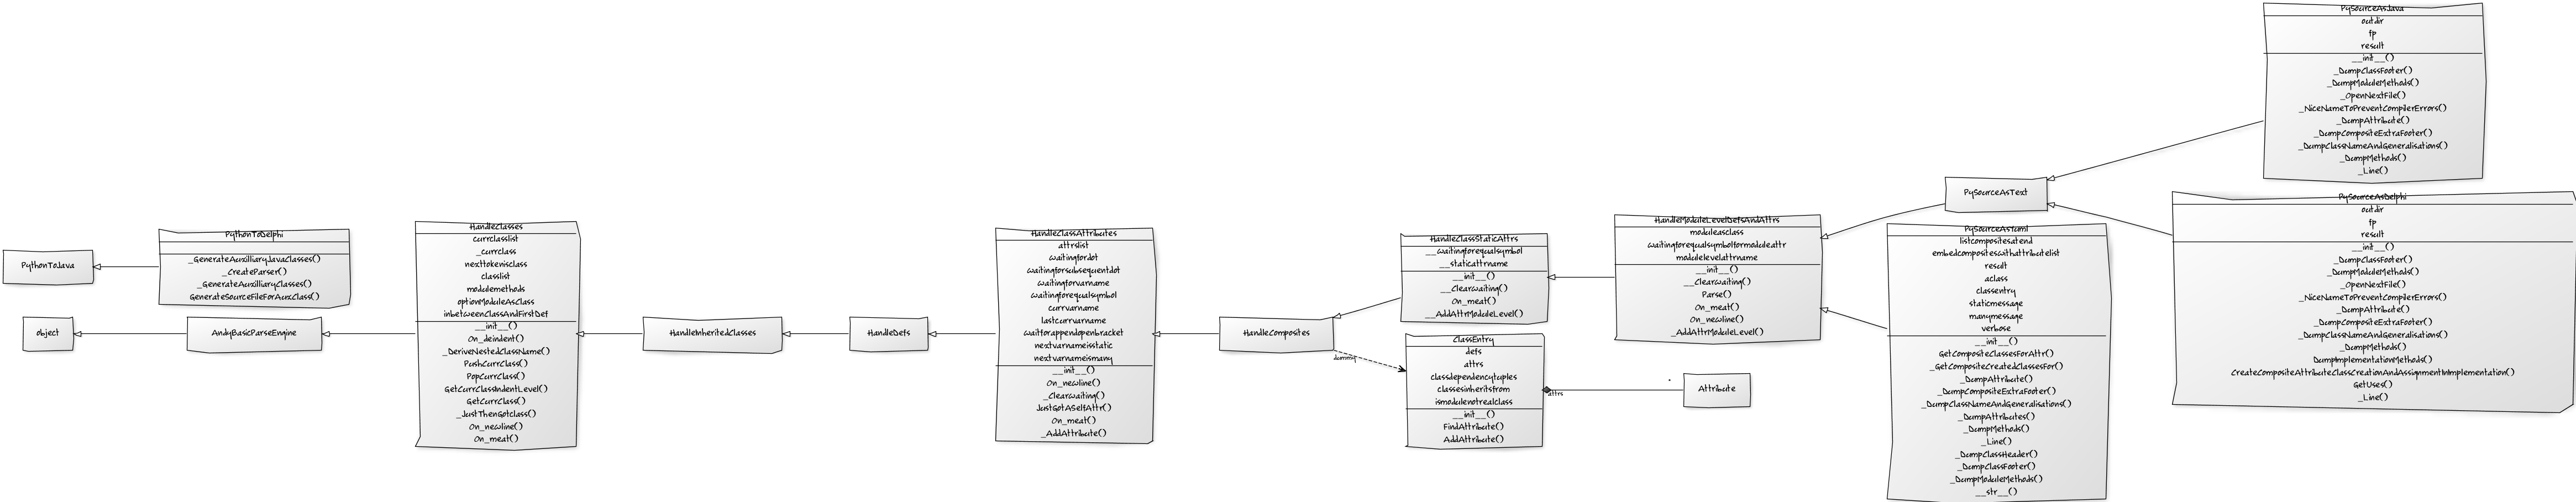 PythonToJava
PythonToDelphi
_GenerateAuxilliaryJavaClasses()
_CreateParser()
_GenerateAuxilliaryClasses()
GenerateSourceFileForAuxClass()
object
AndyBasicParseEngine
HandleClasses
currclasslist
_currclass
nexttokenisclass
classlist
modulemethods
optionModuleAsClass
inbetweenClassAndFirstDef
__init__()
On_deindent()
_DeriveNestedClassName()
PushCurrClass()
PopCurrClass()
GetCurrClassIndentLevel()
GetCurrClass()
_JustThenGotclass()
On_newline()
On_meat()
HandleInheritedClasses
HandleDefs
HandleClassAttributes
attrslist
waitingfordot
waitingforsubsequentdot
waitingforvarname
waitingforequalsymbol
currvarname
lastcurrvarname
waitforappendopenbracket
nextvarnameisstatic
nextvarnameismany
__init__()
On_newline()
_Clearwaiting()
JustGotASelfAttr()
On_meat()
_AddAttribute()
HandleComposites
dummy
HandleClassStaticAttrs
__waitingforequalsymbol
__staticattrname
__init__()
__Clearwaiting()
On_meat()
__AddAttrModuleLevel()
ClassEntry
defs
attrs
classdependencytuples
classesinheritsfrom
ismodulenotrealclass
__init__()
FindAttribute()
AddAttribute()
attrs
*
Attribute
HandleModuleLevelDefsAndAttrs
moduleasclass
waitingforequalsymbolformoduleattr
modulelevelattrname
__init__()
__Clearwaiting()
Parse()
On_meat()
On_newline()
_AddAttrModuleLevel()
PySourceAsText
PySourceAsYuml
listcompositesatend
embedcompositeswithattributelist
result
aclass
classentry
staticmessage
manymessage
verbose
__init__()
GetCompositeClassesForAttr()
_GetCompositeCreatedClassesFor()
_DumpAttribute()
_DumpCompositeExtraFooter()
_DumpClassNameAndGeneralisations()
_DumpAttributes()
_DumpMethods()
_Line()
_DumpClassHeader()
_DumpClassFooter()
_DumpModuleMethods()
__str__()
PySourceAsJava
outdir
fp
result
__init__()
_DumpClassFooter()
_DumpModuleMethods()
_OpenNextFile()
_NiceNameToPreventCompilerErrors()
_DumpAttribute()
_DumpCompositeExtraFooter()
_DumpClassNameAndGeneralisations()
_DumpMethods()
_Line()
PySourceAsDelphi
outdir
fp
result
__init__()
_DumpClassFooter()
_DumpModuleMethods()
_OpenNextFile()
_NiceNameToPreventCompilerErrors()
_DumpAttribute()
_DumpCompositeExtraFooter()
_DumpClassNameAndGeneralisations()
_DumpMethods()
DumpImplementationMethods()
CreateCompositeAttributeClassCreationAndAssignmentInImplementation()
GetUses()
_Line()